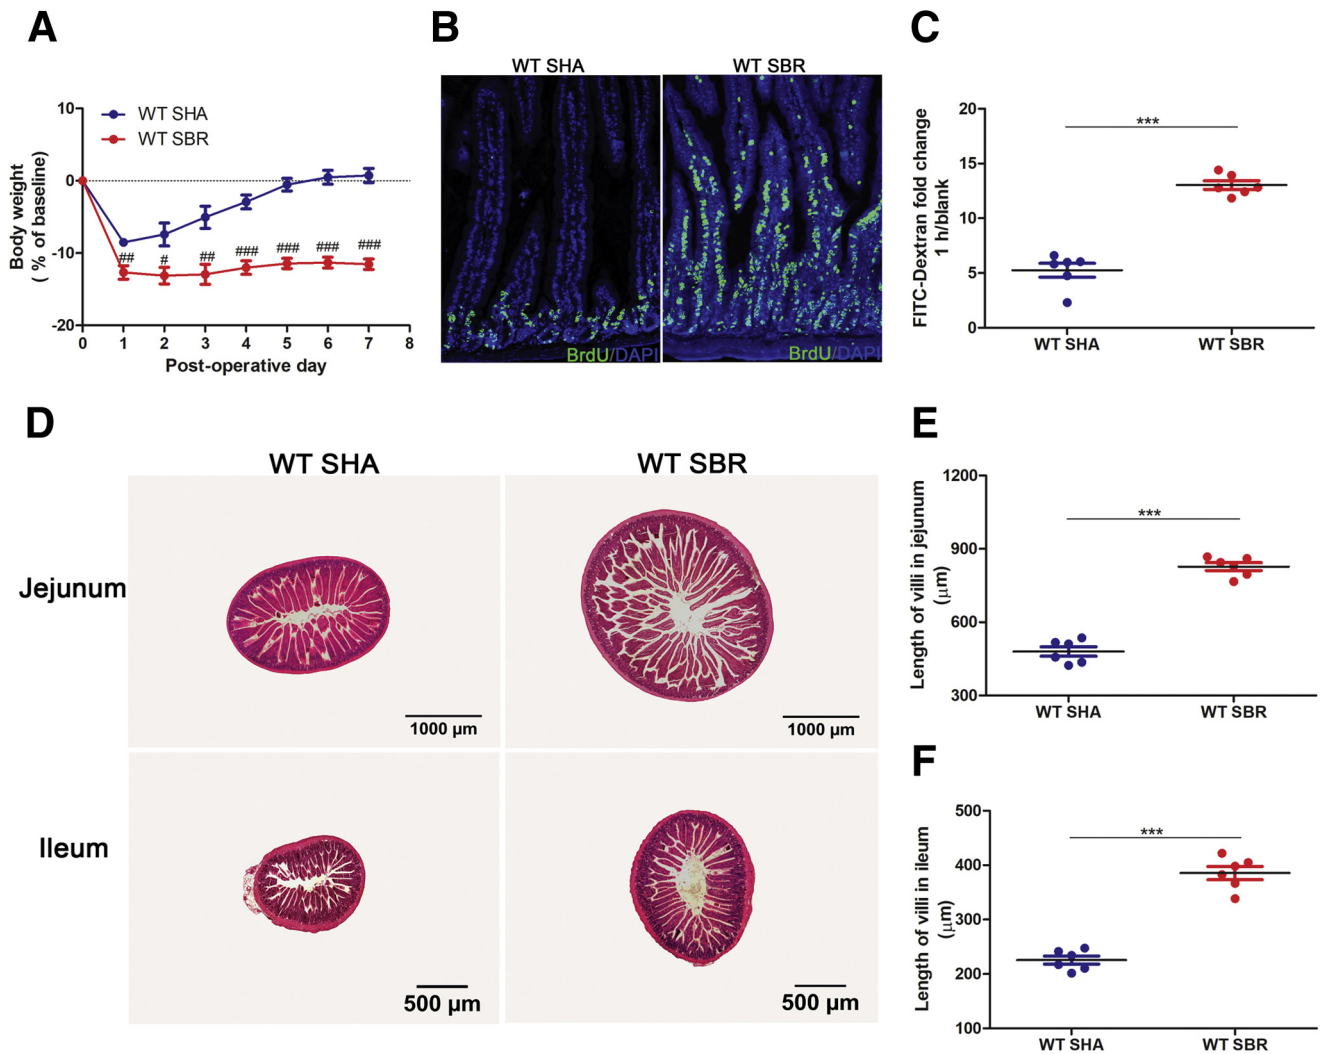 A
10
0
-10
-20
Body weight
( % of baseline)
WT SHA
WT SBR
##
#
##
###
###
###
###
0 1 2 3 4 5 6 7 8
Post-operative day
B
WT SHA WT SBR
BrdU/DAPI BrdU/DAPI
C
FITC-Dextran fold change
1 h/blank
20
15
10
5
0
***
WT SHA WT SBR
D
WT SHA WT SBR
Jejunum
1000 µm 1000 µm
Ileum
500 µm 500 µm
E
Length of villi in jejunum
(µm)
1200
900
600
300
***
WT SHA WT SBR
F
Length of villi in ileum
(µm)
500
400
300
200
100
***
WT SHA WT SBR